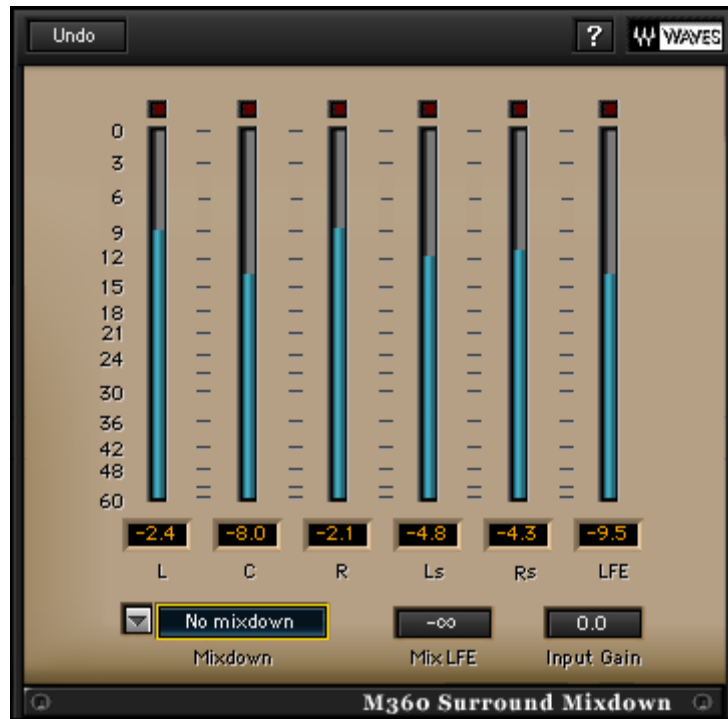 Undo
?
WAVES
0
3
6
9
12
15
18
21
24
30
36
42
48
60
-2.4 -8.0 -2.1 -4.8 -4.3 -9.5
L C R Ls Rs LFE
No mixdown -∞ 0.0
Mixdown Mix LFE Input Gain
M360 Surround Mixdown